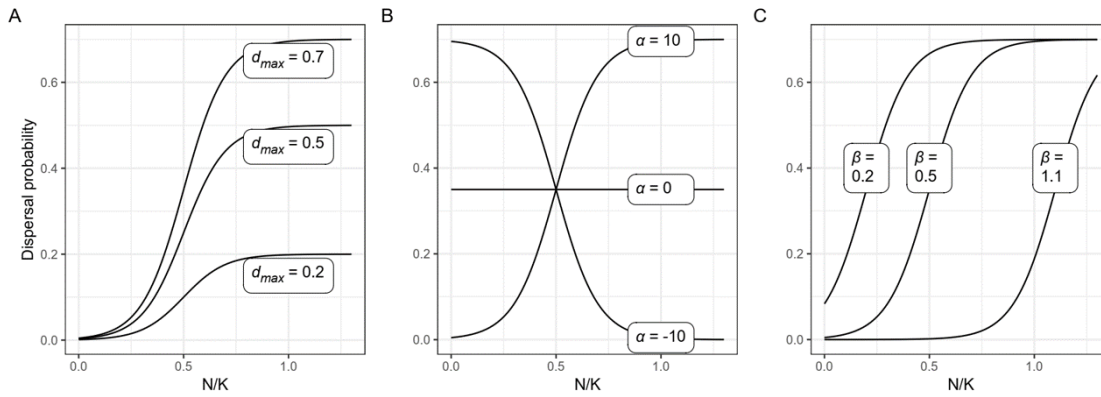 A
B
C
Dispersal probability
0.6
0.4
0.2
0.0
d_max = 0.7
d_max = 0.5
d_max = 0.2
0.0 0.5 1.0
N/K
0.6
0.4
0.2
0.0
α = 10
α = 0
α = -10
0.0 0.5 1.0
N/K
0.6
0.4
0.2
0.0
β =
0.2
β =
0.5
β =
1.1
0.0 0.5 1.0
N/K